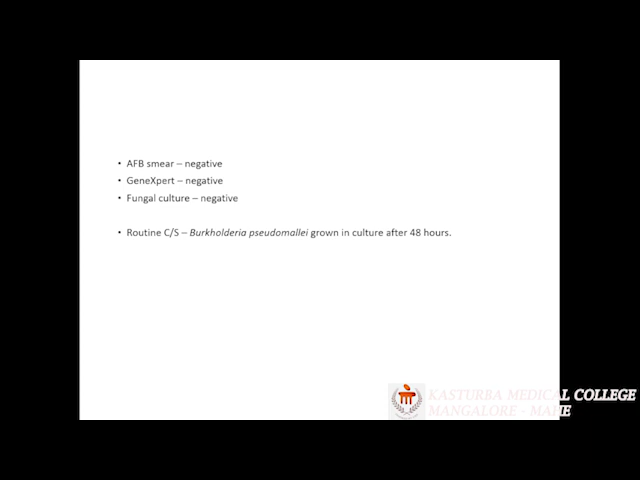 • AFB smear – negative
• GeneXpert – negative
• Fungal culture – negative
• Routine C/S – Burkholderia pseudomallei grown in culture after 48 hours.
KASTURBA MEDICAL COLLEGE
MANGALORE - MAHE